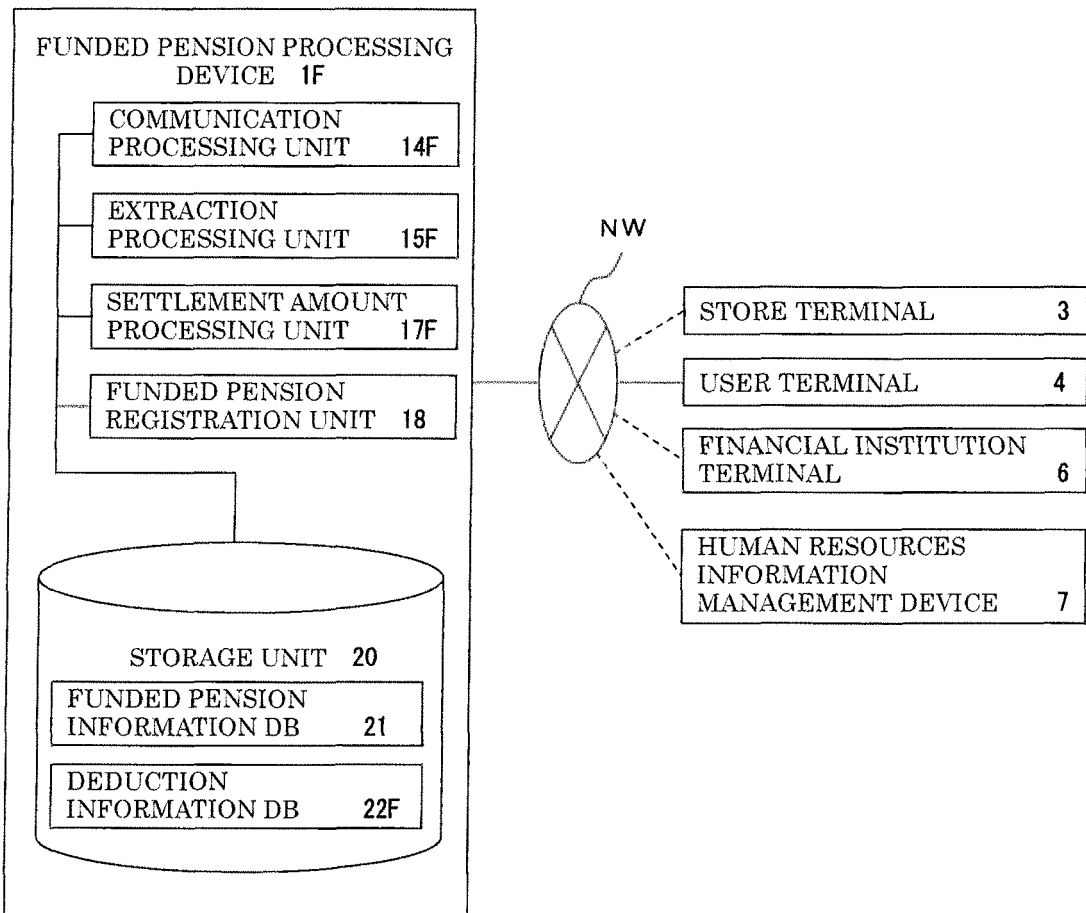 FUNDED PENSION PROCESSING
DEVICE 1F
COMMUNICATION
PROCESSING UNIT 14F
EXTRACTION
PROCESSING UNIT 15F
SETTLEMENT AMOUNT
PROCESSING UNIT 17F
FUNDED PENSION
REGISTRATION UNIT 18
STORAGE UNIT 20
FUNDED PENSION
INFORMATION DB 21
DEDUCTION
INFORMATION DB 22F
NW
STORE TERMINAL 3
USER TERMINAL 4
FINANCIAL INSTITUTION
TERMINAL 6
HUMAN RESOURCES
INFORMATION
MANAGEMENT DEVICE 7